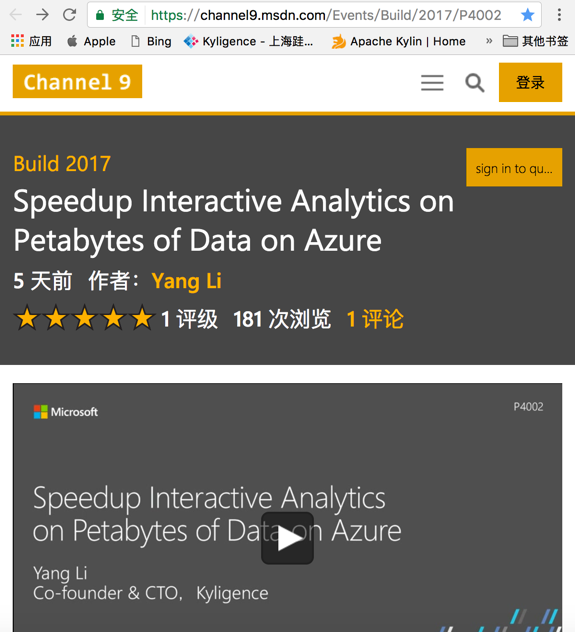 安全 https://channel9.msdn.com/Events/Build/2017/P4002
应用 Apple Bing Kyligence - 上海跬... Apache Kylin | Home » 其他书签
Channel 9 登录
Build 2017
sign in to qu...
Speedup Interactive Analytics on
Petabytes of Data on Azure
5 天前 作者：Yang Li
1 评级 181 次浏览 1 评论
Microsoft P4002
Speedup Interactive Analytics
on Petabytes of Data on Azure
Yang Li
Co-founder & CTO， Kyligence